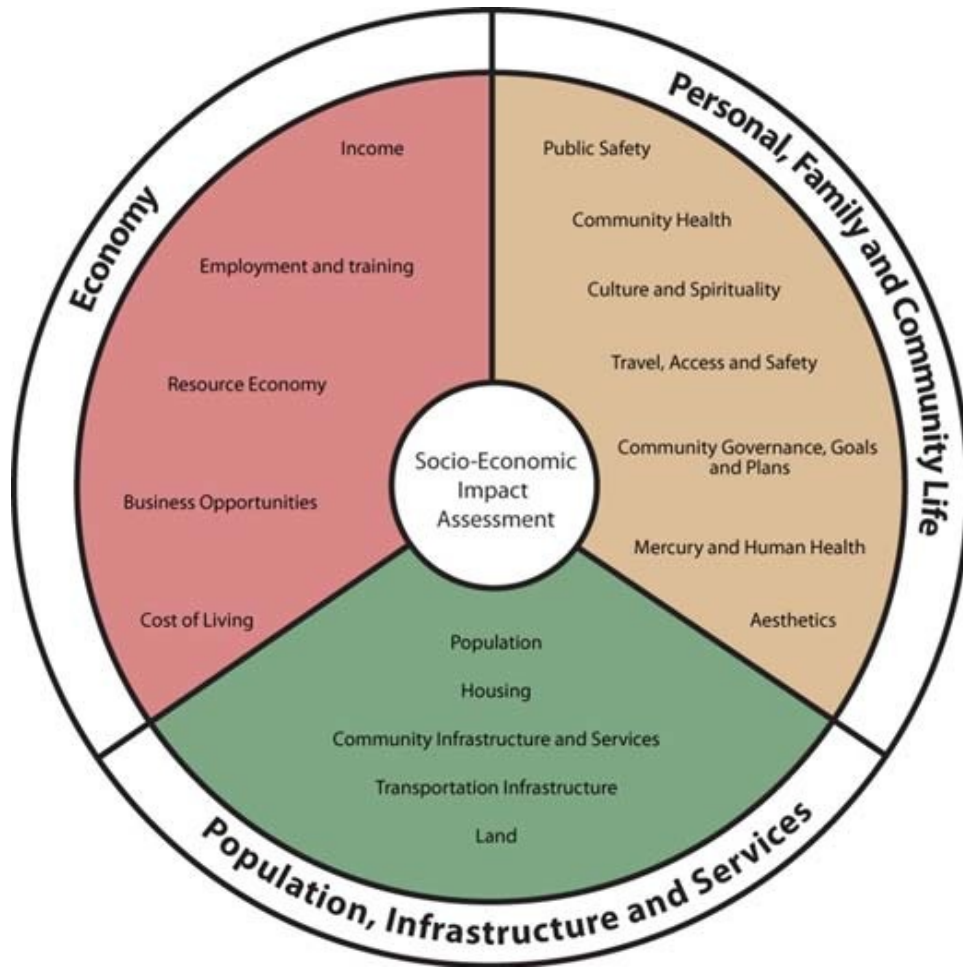 Economy
Income
Employment and training
Resource Economy
Business Opportunities
Cost of Living
Personal, Family and Community Life
Public Safety
Community Health
Culture and Spirituality
Travel, Access and Safety
Community Governance, Goals
and Plans
Mercury and Human Health
Aesthetics
Socio-Economic
Impact
Assessment
Population
Housing
Community Infrastructure and Services
Transportation Infrastructure
Land
Population, Infrastructure and Services